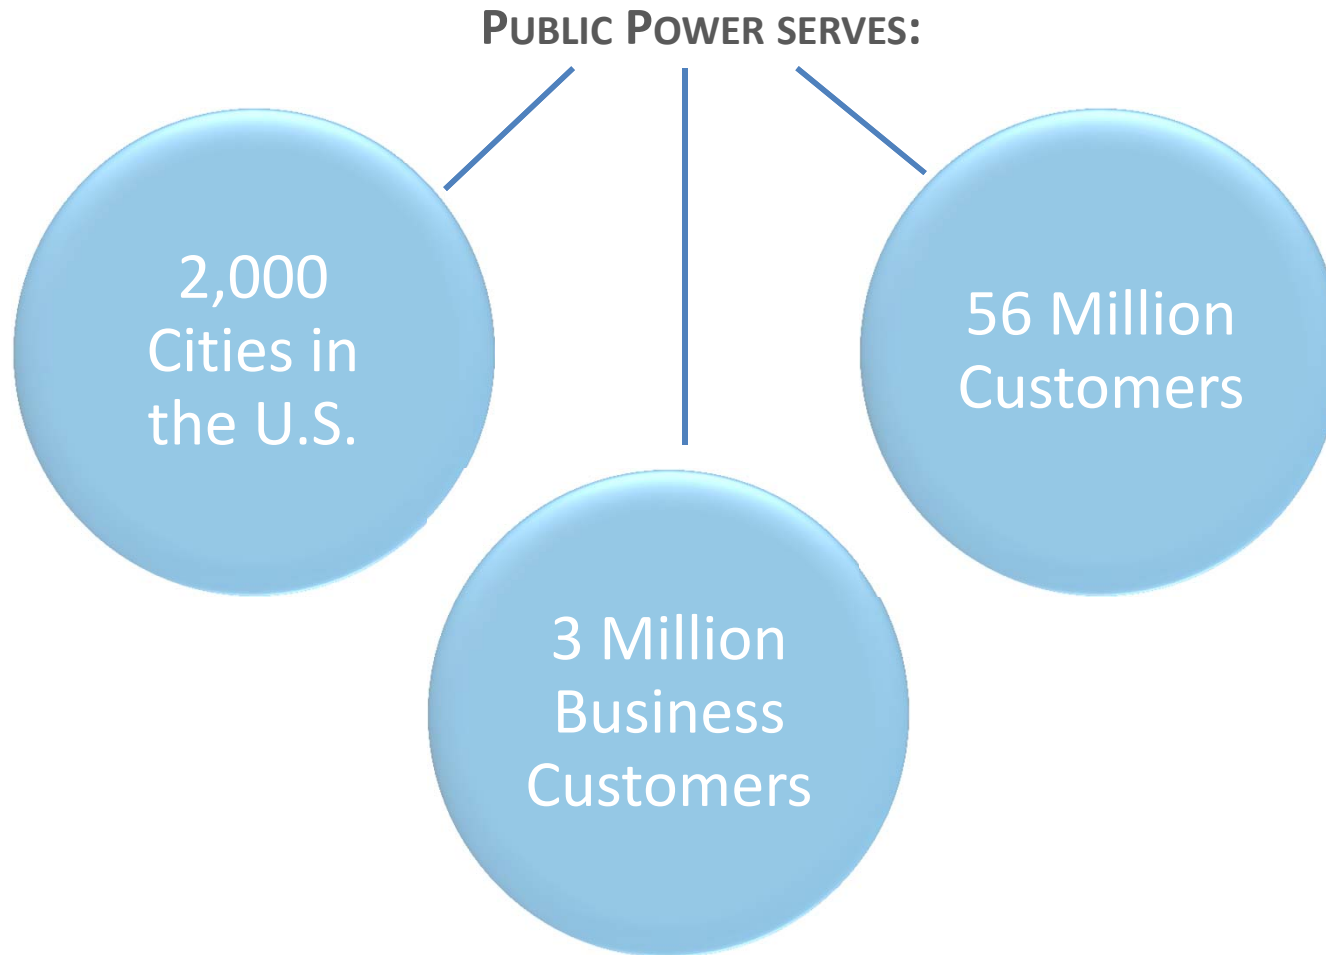 PUBLIC POWER SERVES:
2,000
Cities in
the U.S.
56 Million
Customers
3 Million
Business
Customers